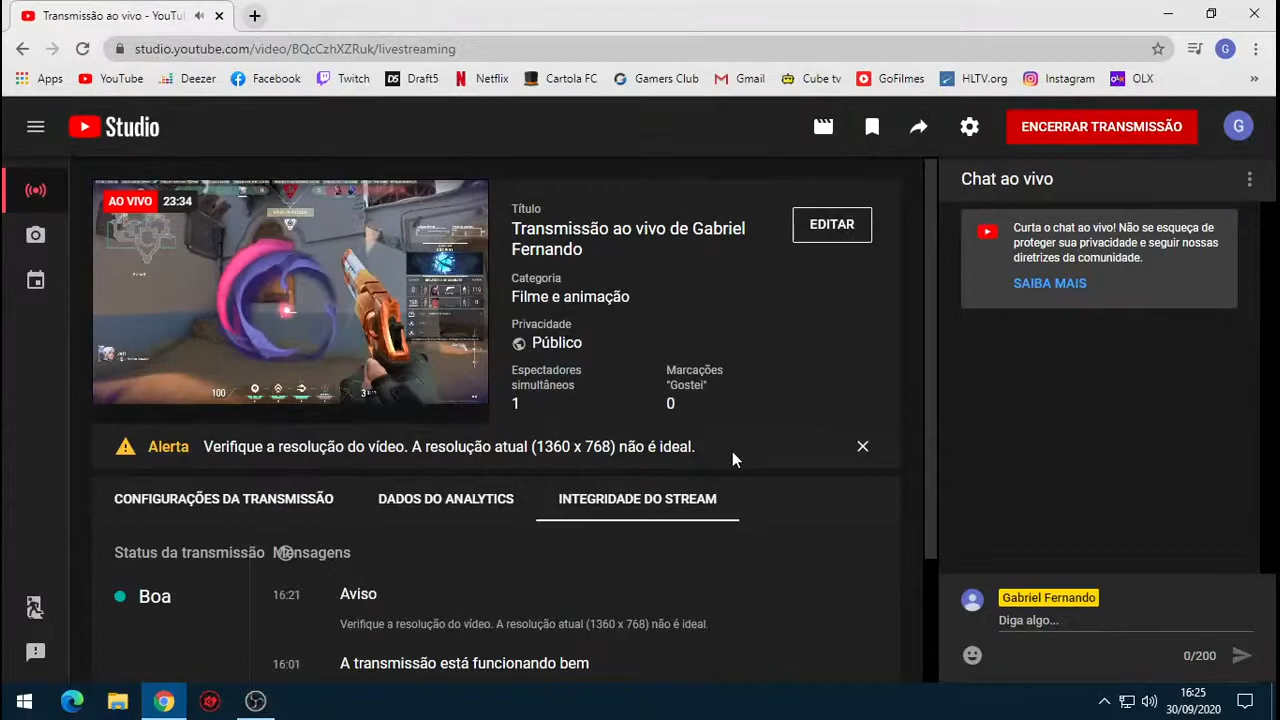 Transmissão ao vivo - YouTu
studio.youtube.com/video/BQcCzhXZRuk/livestreaming
G
Apps
YouTube
Deezer
Facebook
Twitch
Draft5
Netflix
Cartola FC
Gamers Club
Gmail
Cube tv
GoFilmes
HLTV.org
Instagram
OLX
Studio
ENCERRAR TRANSMISSÃO
G
AO VIVO 23:34
100
Título
Transmissão ao vivo de Gabriel
Fernando
EDITAR
Categoria
Filme e animação
Privacidade
Público
Espectadores
simultâneos
1
Marcações
"Gostei"
0
Alerta Verifique a resolução do vídeo. A resolução atual (1360 x 768) não é ideal.
CONFIGURAÇÕES DA TRANSMISSÃO
DADOS DO ANALYTICS
INTEGRIDADE DO STREAM
Status da transmissão
Mensagens
Boa
16:21 Aviso
Verifique a resolução do vídeo. A resolução atual (1360 x 768) não é ideal.
16:01 A transmissão está funcionando bem
Chat ao vivo
Curta o chat ao vivo! Não se esqueça de
proteger sua privacidade e seguir nossas
diretrizes da comunidade.
SAIBA MAIS
Gabriel Fernando
Diga algo...
0/200
16:25
30/09/2020